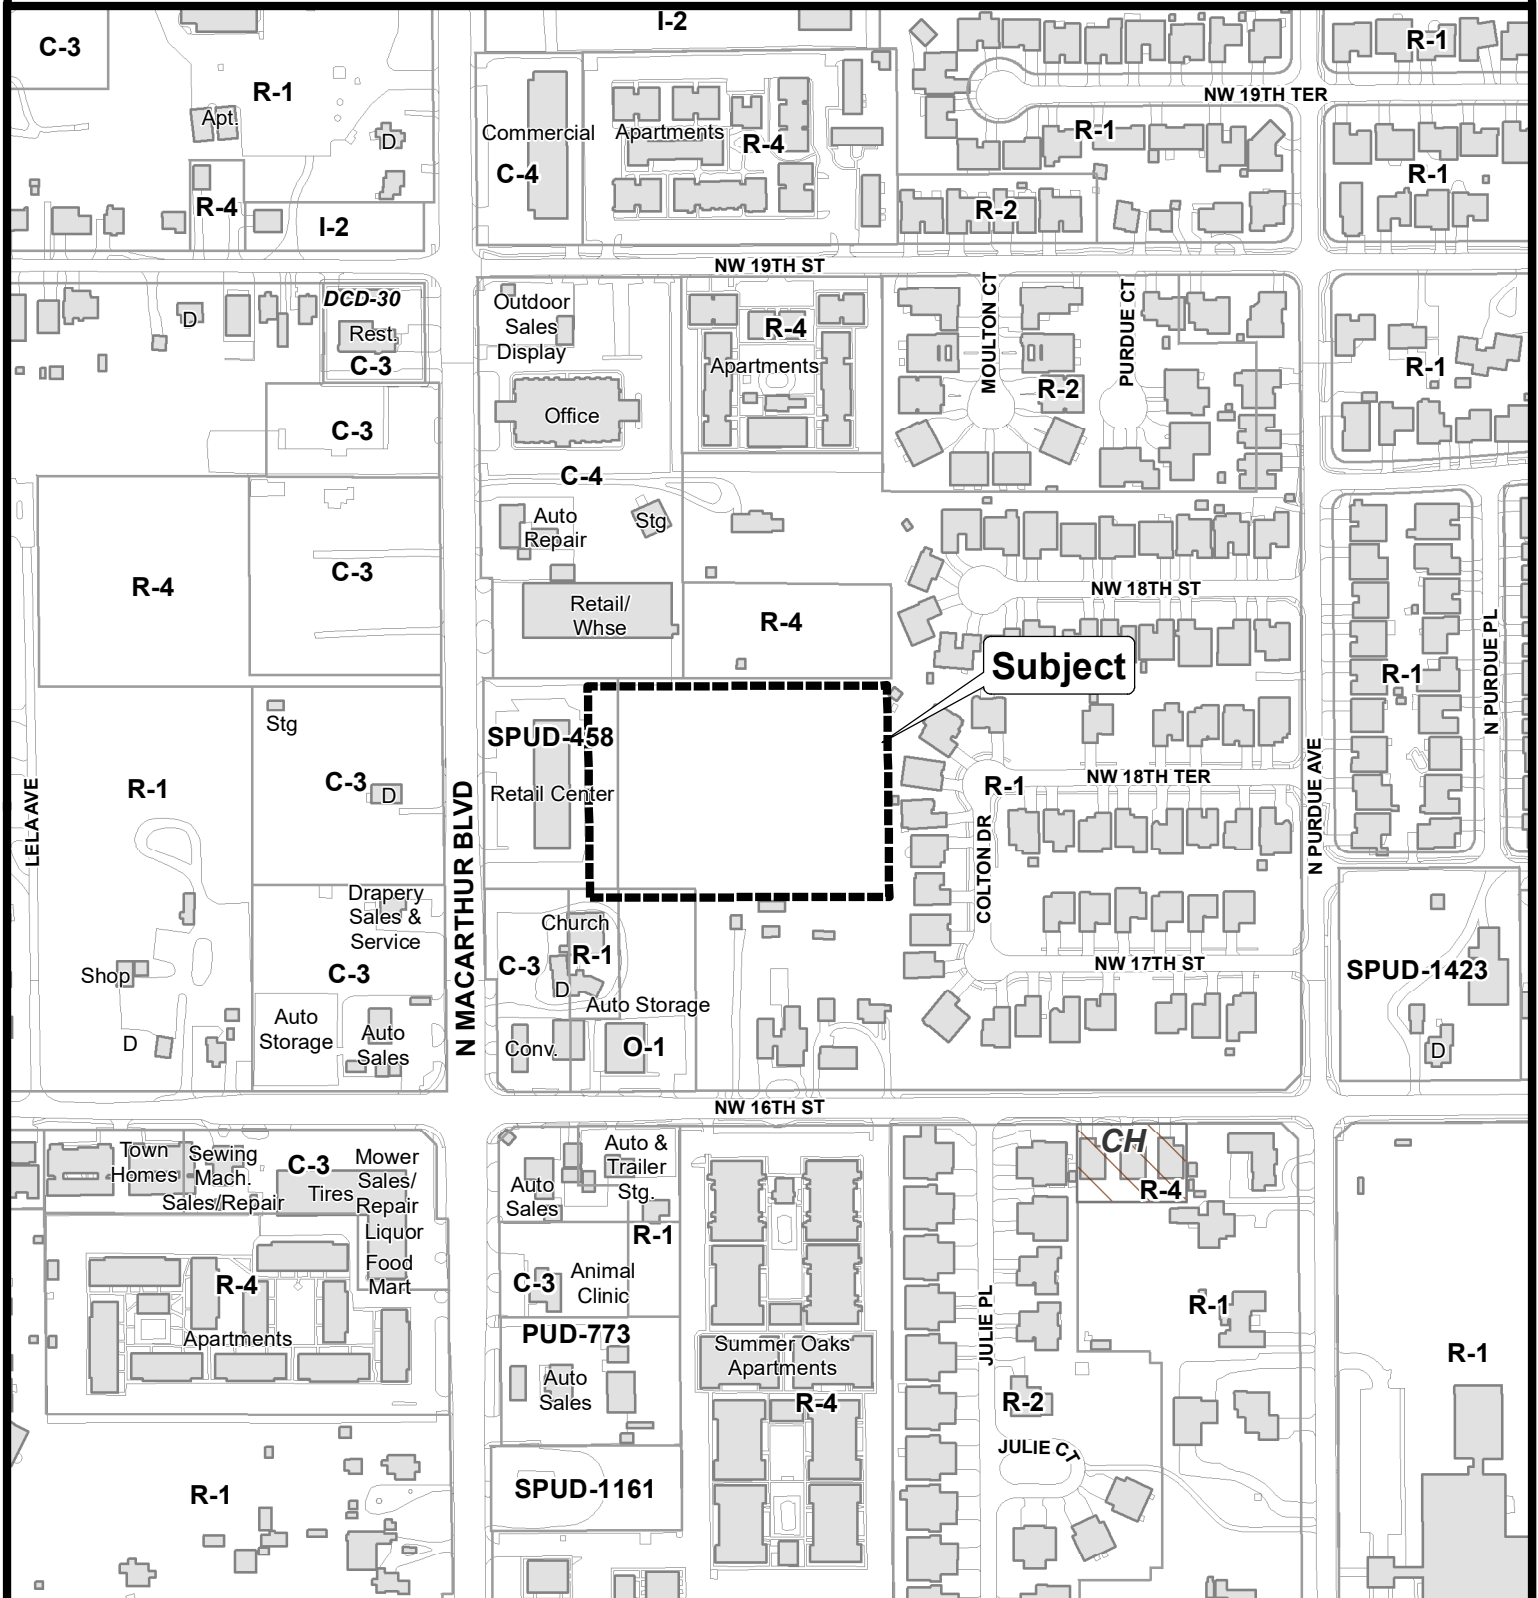 I-2
C-3
R-1
R-1
NW 19TH TER
Apt.
D
Commercial
Apartments
R-4
R-1
C-4
R-1
R-4
I-2
R-2
NW 19TH ST
DCD-30
Rest.
C-3
D
Outdoor
Sales
Display
R-4
Apartments
MOULTON CT
PURDUE CT
R-2
R-1
Office
C-3
C-4
Auto
Repair
Stg
R-4
C-3
NW 18TH ST
Retail/
Whse
R-4
Subject
R-1
N PURDUE PL
Stg
SPUD-458
Retail Center
C-3
D
R-1
LELA AVE
N MACARTHUR BLVD
R-1
NW 18TH TER
COLTON DR
N PURDUE AVE
Drapery
Sales &
Service
C-3
Shop
D
Auto
Storage
Auto
Sales
Church
R-1
C-3
D
Auto Storage
Conv.
O-1
NW 17TH ST
SPUD-1423
D
NW 16TH ST
Town
Homes
Sewing
Mach.
Sales/Repair
C-3
Tires
Mower
Sales/
Repair
Liquor
Food
Mart
Auto &
Trailer
Stg.
Auto
Sales
R-1
CH
R-4
R-4
Apartments
C-3
Animal
Clinic
PUD-773
Auto
Sales
Summer Oaks
Apartments
R-4
JULIE PL
R-1
R-1
R-2
JULIE CT
R-1
SPUD-1161